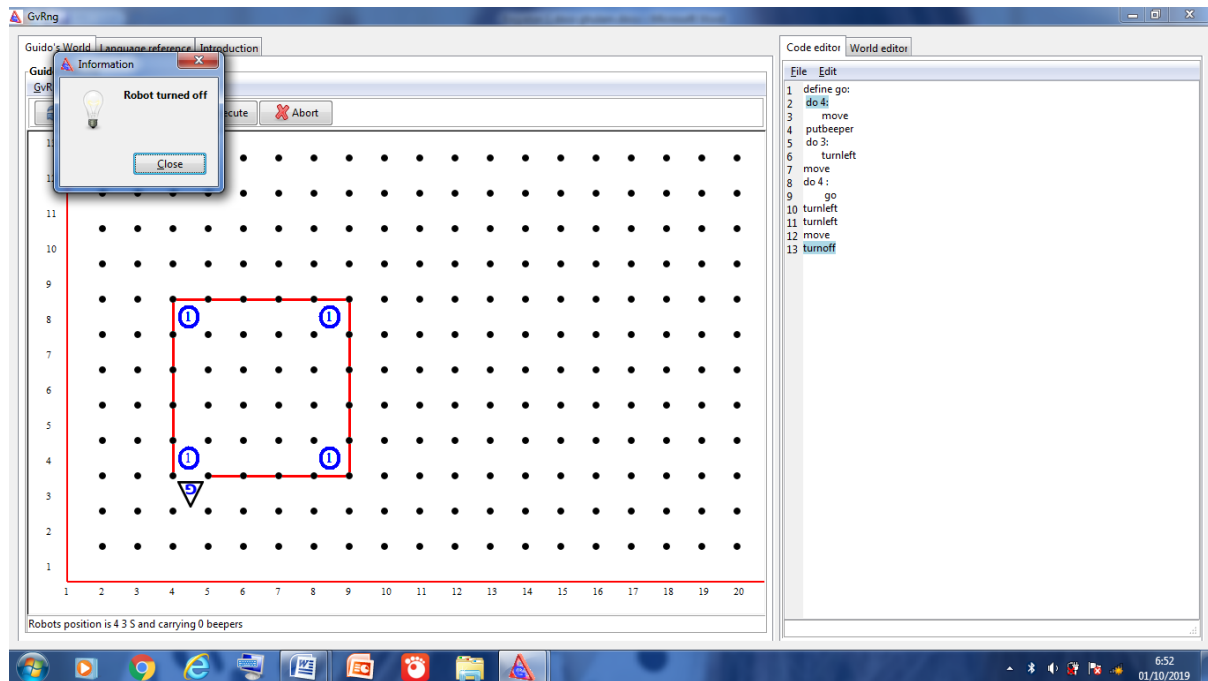 GvRng
Guido's World Language reference Introduction
Information
Robot turned off
Close
Abort
11
10
9
8
7
6
5
4
3
2
1
1 2 3 4 5 6 7 8 9 10 11 12 13 14 15 16 17 18 19 20
1 1
1 1
G
Robots position is 4 3 S and carrying 0 beepers
Code editor World editor
File Edit
1 define go:
2 do 4:
3 move
4 putbeeper
5 do 3:
6 turnleft
7 move
8 do 4 :
9 go
10 turnleft
11 turnleft
12 move
13 turnoff
6:52
01/10/2019